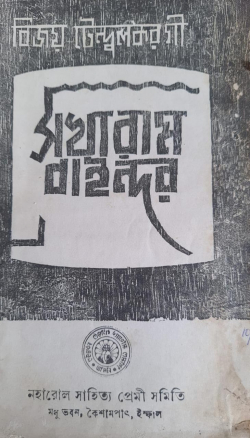 বিজয় টেন্দুলকরগী
সখারাম
বাইন্দর
নহারোল সাহিত্য প্রেমী সমিতি
মধু ভবন, কৈশামপাৎ, ইম্ফাল